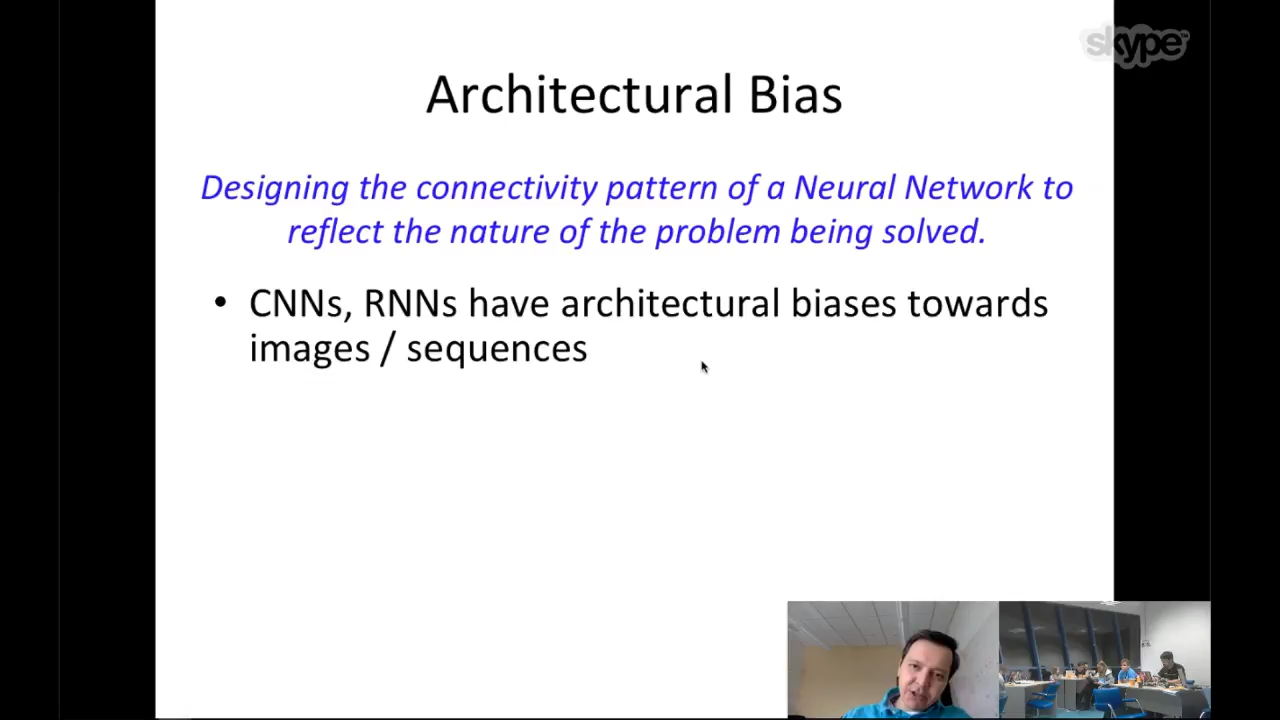 skype
Architectural Bias
Designing the connectivity pattern of a Neural Network to
reflect the nature of the problem being solved.
• CNNs, RNNs have architectural biases towards
images / sequences